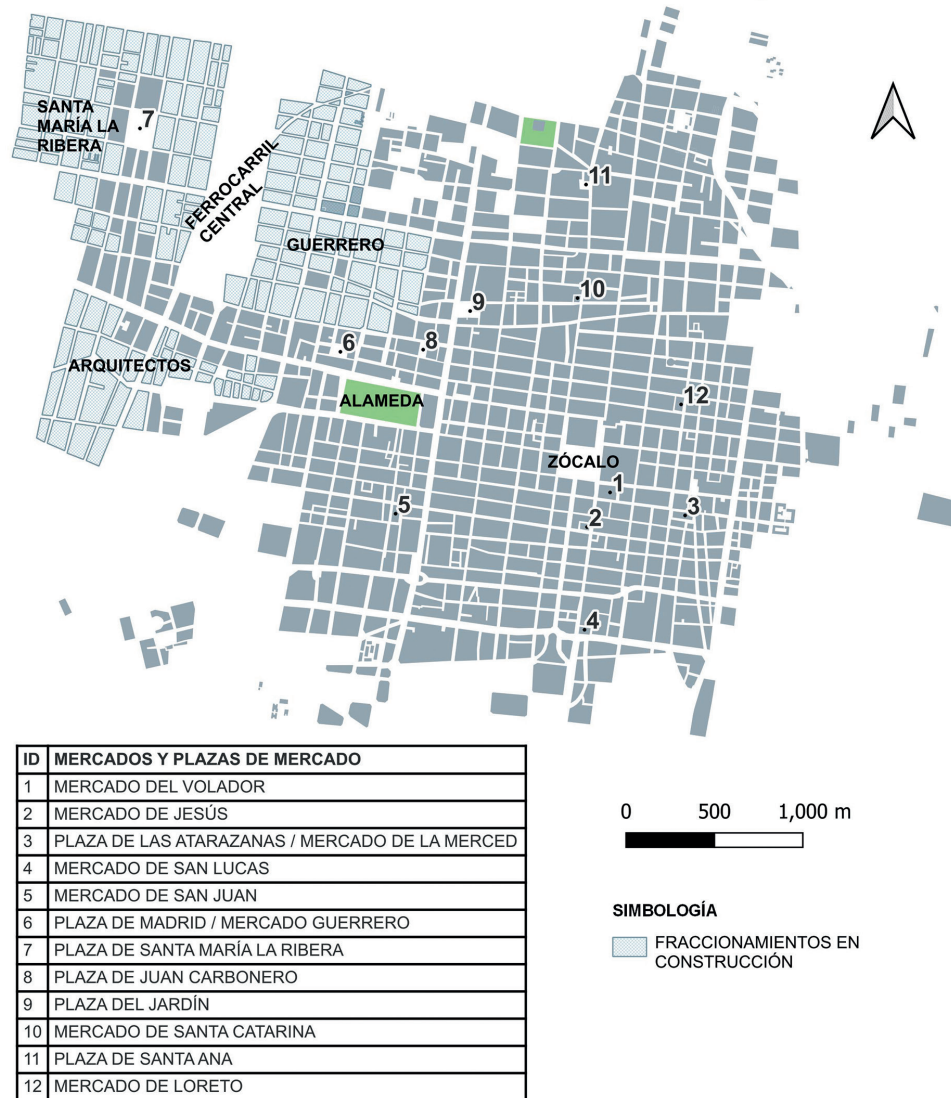 SANTA
MARÍA LA
RIBERA
7
FERROCARRIL
CENTRAL
11
GUERRERO
10
9
8
6
ARQUITECTOS
ALAMEDA
12
ZÓCALO
1
5
2
3
4
ID MERCADOS Y PLAZAS DE MERCADO
1 MERCADO DEL VOLADOR
2 MERCADO DE JESÚS
3 PLAZA DE LAS ATARAZANAS / MERCADO DE LA MERCED
4 MERCADO DE SAN LUCAS
5 MERCADO DE SAN JUAN
6 PLAZA DE MADRID / MERCADO GUERRERO
7 PLAZA DE SANTA MARÍA LA RIBERA
8 PLAZA DE JUAN CARBONERO
9 PLAZA DEL JARDÍN
10 MERCADO DE SANTA CATARINA
11 PLAZA DE SANTA ANA
12 MERCADO DE LORETO
0 500 1,000 m
SIMBOLOGÍA
FRACCIONAMIENTOS EN
CONSTRUCCIÓN